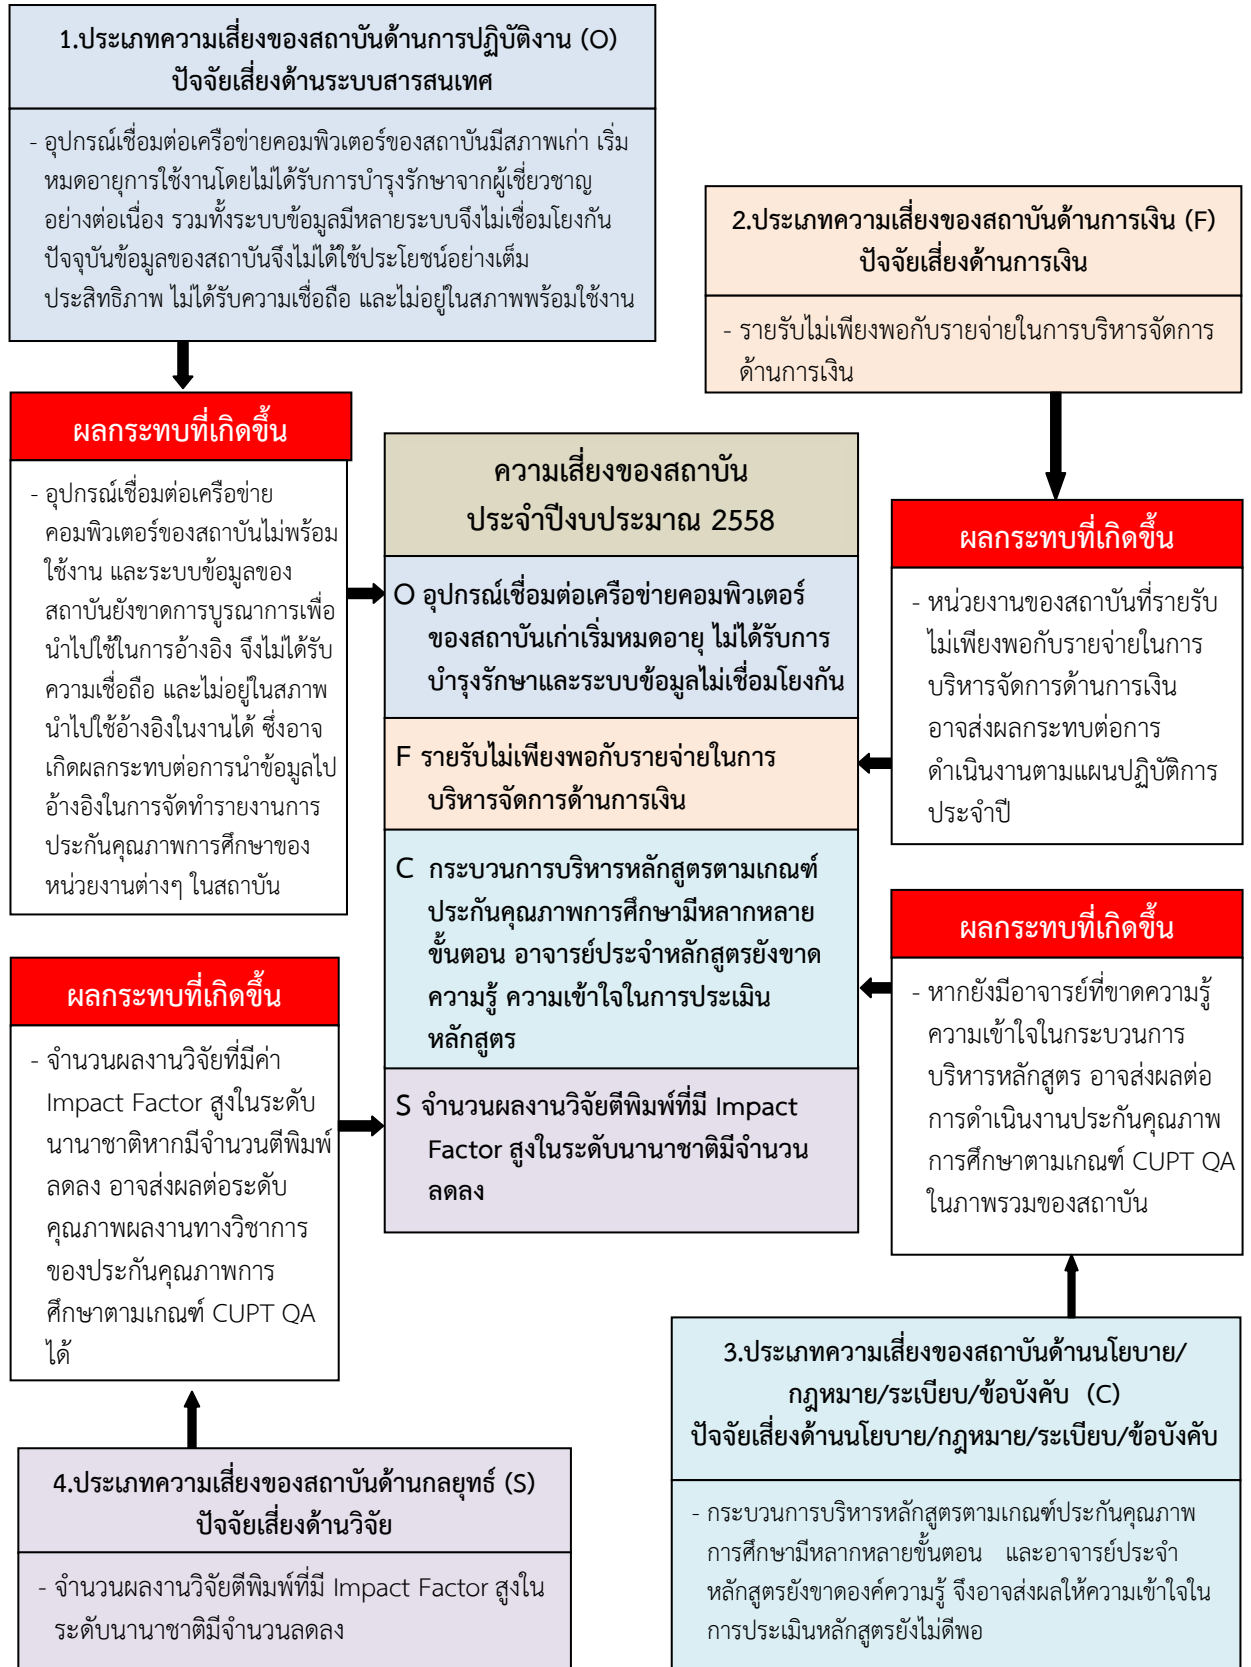 1.ประเภทความเสี่ยงของสถาบันด้านการปฏิบัติงาน (O)
ปัจจัยเสี่ยงด้านระบบสารสนเทศ
- อุปกรณ์เชื่อมต่อเครือข่ายคอมพิวเตอร์ของสถาบันมีสภาพเก่า เริ่ม
หมดอายุการใช้งานโดยไม่ได้รับการบำรุงรักษาจากผู้เชี่ยวชาญ
อย่างต่อเนื่อง รวมทั้งระบบข้อมูลมีหลายระบบจึงไม่เชื่อมโยงกัน
ปัจจุบันข้อมูลของสถาบันจึงไม่ได้ใช้ประโยชน์อย่างเต็ม
ประสิทธิภาพ ไม่ได้รับความเชื่อถือ และไม่อยู่ในสภาพพร้อมใช้งาน
2.ประเภทความเสี่ยงของสถาบันด้านการเงิน (F)
ปัจจัยเสี่ยงด้านการเงิน
- รายรับไม่เพียงพอกับรายจ่ายในการบริหารจัดการ
ด้านการเงิน
ผลกระทบที่เกิดขึ้น
- อุปกรณ์เชื่อมต่อเครือข่าย
คอมพิวเตอร์ของสถาบันไม่พร้อม
ใช้งาน และระบบข้อมูลของ
สถาบันยังขาดการบูรณาการเพื่อ
นำไปใช้ในการอ้างอิง จึงไม่ได้รับ
ความเชื่อถือ และไม่อยู่ในสภาพ
นำไปใช้อ้างอิงในงานได้ ซึ่งอาจ
เกิดผลกระทบต่อการนำข้อมูลไป
อ้างอิงในการจัดทำรายงานการ
ประกันคุณภาพการศึกษาของ
หน่วยงานต่างๆ ในสถาบัน
ความเสี่ยงของสถาบัน
ประจำปีงบประมาณ 2558
O อุปกรณ์เชื่อมต่อเครือข่ายคอมพิวเตอร์
ของสถาบันเก่าเริ่มหมดอายุ ไม่ได้รับการ
บำรุงรักษาและระบบข้อมูลไม่เชื่อมโยงกัน
F รายรับไม่เพียงพอกับรายจ่ายในการ
บริหารจัดการด้านการเงิน
C กระบวนการบริหารหลักสูตรตามเกณฑ์
ประกันคุณภาพการศึกษามีหลากหลาย
ขั้นตอน อาจารย์ประจำหลักสูตรยังขาด
ความรู้ ความเข้าใจในการประเมิน
หลักสูตร
S จำนวนผลงานวิจัยตีพิมพ์ที่มี Impact
Factor สูงในระดับนานาชาติมีจำนวน
ลดลง
ผลกระทบที่เกิดขึ้น
- หน่วยงานของสถาบันที่รายรับ
ไม่เพียงพอกับรายจ่ายในการ
บริหารจัดการด้านการเงิน
อาจส่งผลกระทบต่อการ
ดำเนินงานตามแผนปฏิบัติการ
ประจำปี
ผลกระทบที่เกิดขึ้น
- หากยังมีอาจารย์ที่ขาดความรู้
ความเข้าใจในกระบวนการ
บริหารหลักสูตร อาจส่งผลต่อ
การดำเนินงานประกันคุณภาพ
การศึกษาตามเกณฑ์ CUPT QA
ในภาพรวมของสถาบัน
ผลกระทบที่เกิดขึ้น
- จำนวนผลงานวิจัยที่มีค่า
Impact Factor สูงในระดับ
นานาชาติหากมีจำนวนตีพิมพ์
ลดลง อาจส่งผลต่อระดับ
คุณภาพผลงานทางวิชาการ
ของประกันคุณภาพการ
ศึกษาตามเกณฑ์ CUPT QA
ได้
3.ประเภทความเสี่ยงของสถาบันด้านนโยบาย/
กฎหมาย/ระเบียบ/ข้อบังคับ (C)
ปัจจัยเสี่ยงด้านนโยบาย/กฎหมาย/ระเบียบ/ข้อบังคับ
- กระบวนการบริหารหลักสูตรตามเกณฑ์ประกันคุณภาพ
การศึกษามีหลากหลายขั้นตอน และอาจารย์ประจำ
หลักสูตรยังขาดองค์ความรู้ จึงอาจส่งผลให้ความเข้าใจใน
การประเมินหลักสูตรยังไม่ดีพอ
4.ประเภทความเสี่ยงของสถาบันด้านกลยุทธ์ (S)
ปัจจัยเสี่ยงด้านวิจัย
- จำนวนผลงานวิจัยตีพิมพ์ที่มี Impact Factor สูงใน
ระดับนานาชาติมีจำนวนลดลง